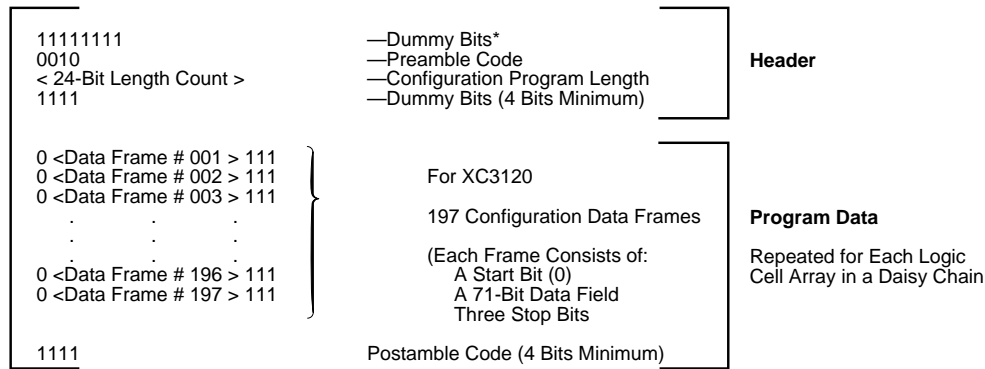 11111111 —Dummy Bits*
0010 —Preamble Code
< 24-Bit Length Count > —Configuration Program Length
1111 —Dummy Bits (4 Bits Minimum)
Header
0 <Data Frame # 001 > 111
0 <Data Frame # 002 > 111
0 <Data Frame # 003 > 111
. . .
. . .
. . .
0 <Data Frame # 196 > 111
0 <Data Frame # 197 > 111
For XC3120
197 Configuration Data Frames
(Each Frame Consists of:
A Start Bit (0)
A 71-Bit Data Field
Three Stop Bits
Program Data
Repeated for Each Logic
Cell Array in a Daisy Chain
1111 Postamble Code (4 Bits Minimum)